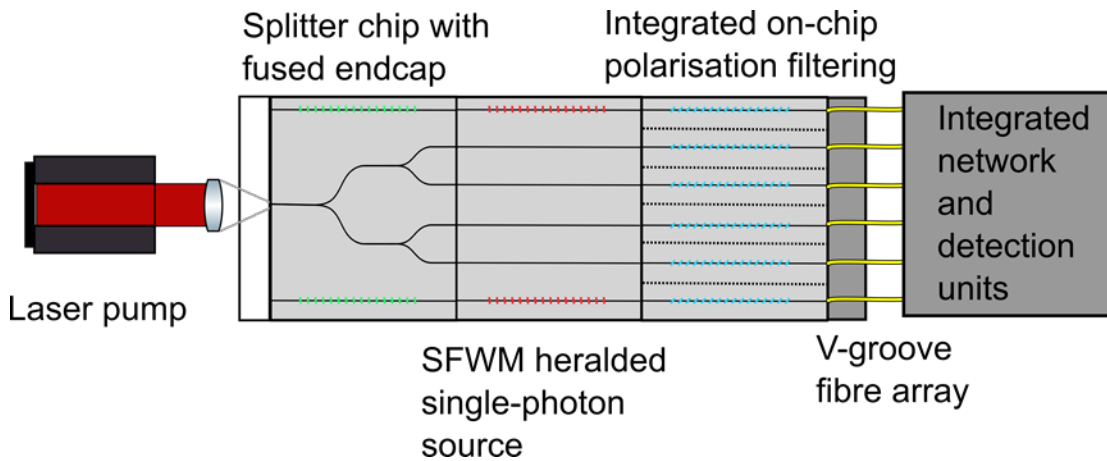 Splitter chip with
fused endcap
Integrated on-chip
polarisation filtering
Integrated
network
and
detection
units
Laser pump
SFWM heralded
single-photon
source
V-groove
fibre array